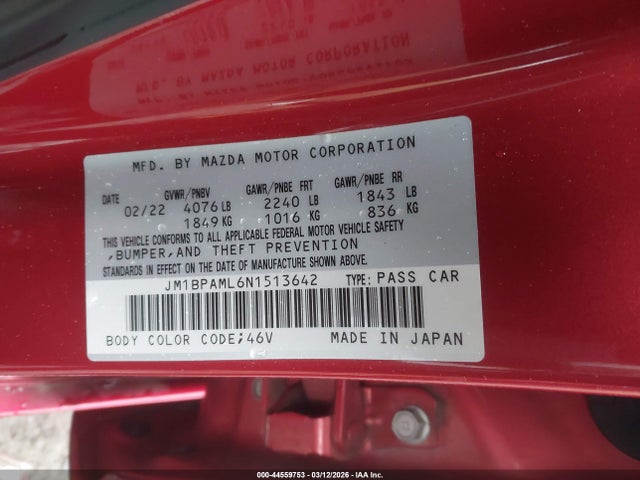 MFD. BY MAZDA MOTOR CORPORATION
DATE GVWR/PNBV GAWR/PNBE FRT GAWR/PNBE RR
02/22 4076 LB 2240 LB 1843 LB
1849 KG 1016 KG 836 KG
THIS VEHICLE CONFORMS TO ALL APPLICABLE FEDERAL MOTOR VEHICLE SAFETY
,BUMPER,AND THEFT PREVENTION
STANDARDS IN EFFECT ON THE DATE OF MANUFACTURE SHOWN ABOVE.
JM1BPAML6N1513642 TYPE: PASS CAR
BODY COLOR CODE;46V MADE IN JAPAN
000-44559753 - 03/12/2026 - IAA Inc.